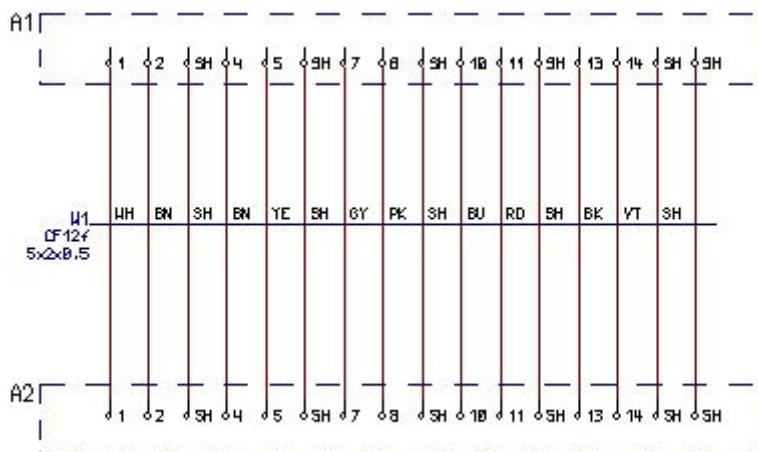 A1
1 2 SH 4 5 SH 7 8 SH 10 11 SH 13 14 SH SH
WH BN SH BN YE SH GY PK SH BU RD SH BK VT SH
W1
CF12f
5x2x0.5
A2
1 2 SH 4 5 SH 7 8 SH 10 11 SH 13 14 SH SH